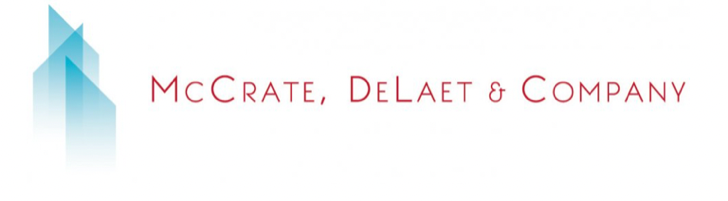 McCrate, DeLaet & Company